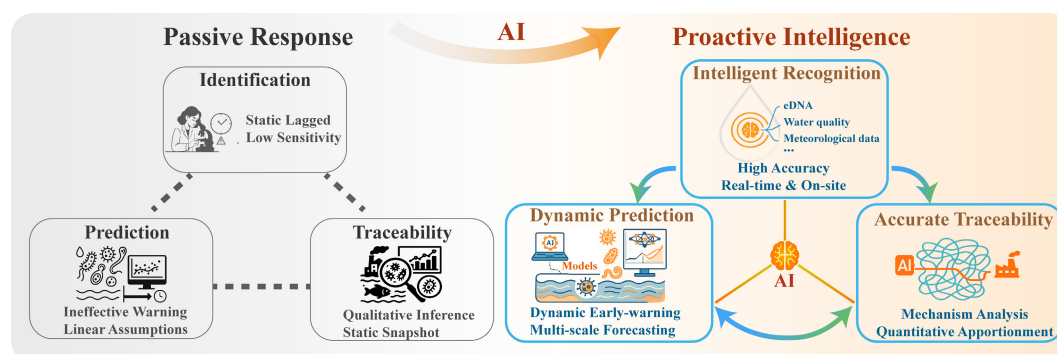 Passive Response
AI
Proactive Intelligence
Identification
Static Lagged
Low Sensitivity
Prediction
Ineffective Warning
Linear Assumptions
Traceability
Qualitative Inference
Static Snapshot
Intelligent Recognition
eDNA
Water quality
Meteorological data
...
High Accuracy
Real-time & On-site
Dynamic Prediction
AI
Models
Dynamic Early-warning
Multi-scale Forecasting
AI
Accurate Traceability
AI
Mechanism Analysis
Quantitative Apportionment